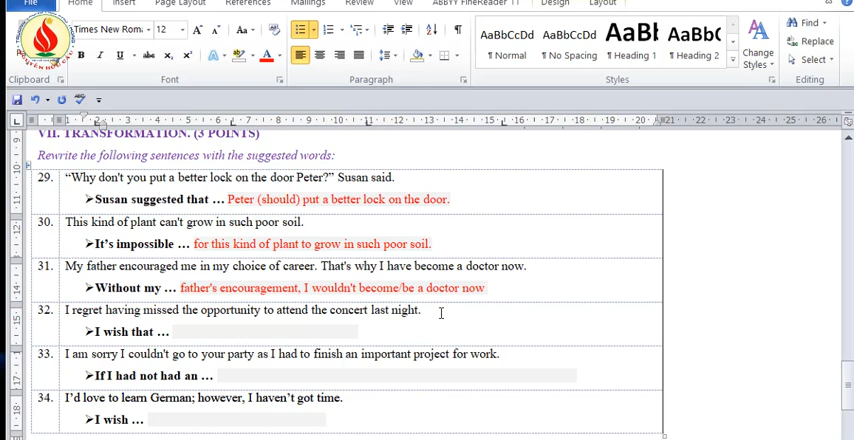 File Home Insert Page Layout References Mailings Review View ABBYY FineReader 11 Design Layout
Times New Roma 12 A A Aa
AaBbCcDd AaBbCcDd AaBb AaBbC
¶ Normal ¶ No Spacing ¶ Heading 1 ¶ Heading 2
Change Styles
Find
Replace
Select
B I U abc X₂ X²
Clipboard Font Paragraph Styles Editing
VII. TRANSFORMATION. (3 POINTS)
Rewrite the following sentences with the suggested words:
29. “Why don't you put a better lock on the door Peter?” Susan said.
➢Susan suggested that … Peter (should) put a better lock on the door.
30. This kind of plant can't grow in such poor soil.
➢It’s impossible … for this kind of plant to grow in such poor soil.
31. My father encouraged me in my choice of career. That's why I have become a doctor now.
➢Without my … father's encouragement, I wouldn't become/be a doctor now
32. I regret having missed the opportunity to attend the concert last night.
➢I wish that …
33. I am sorry I couldn't go to your party as I had to finish an important project for work.
➢If I had not had an …
34. I’d love to learn German; however, I haven’t got time.
➢I wish …